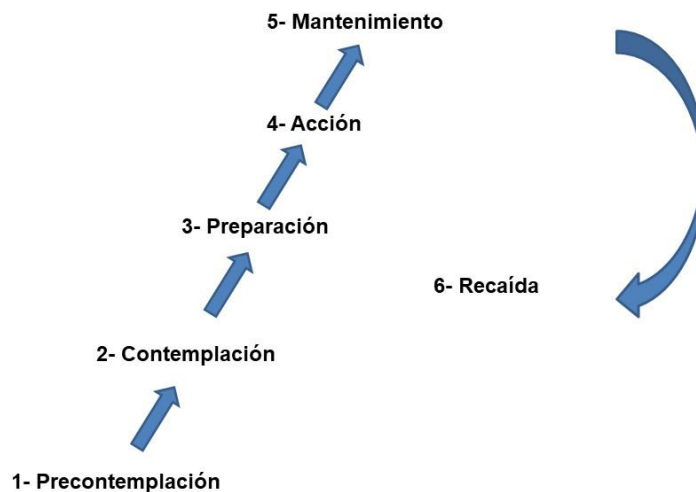 5- Mantenimiento
4- Acción
3- Preparación
6- Recaída
2- Contemplación
1- Precontemplación